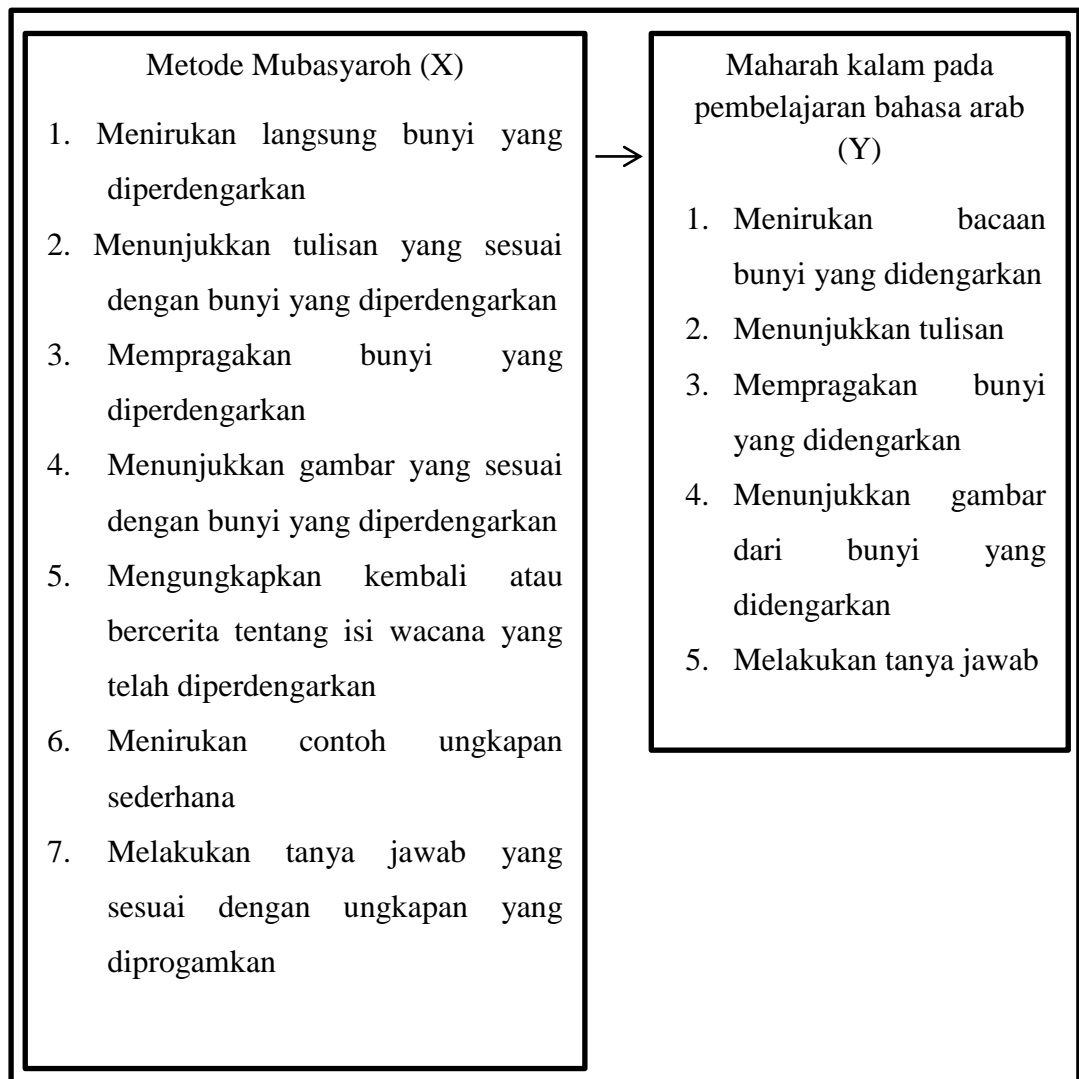 Metode Mubasyaroh (X)
1. Menirukan langsung bunyi yang
diperdengarkan
2. Menunjukkan tulisan yang sesuai
dengan bunyi yang diperdengarkan
3. Mempragakan bunyi yang
diperdengarkan
4. Menunjukkan gambar yang sesuai
dengan bunyi yang diperdengarkan
5. Mengungkapkan kembali atau
bercerita tentang isi wacana yang
telah diperdengarkan
6. Menirukan contoh ungkapan
sederhana
7. Melakukan tanya jawab yang
sesuai dengan ungkapan yang
diprogamkan
Maharah kalam pada
pembelajaran bahasa arab
(Y)
1. Menirukan bacaan
bunyi yang didengarkan
2. Menunjukkan tulisan
3. Mempragakan bunyi
yang didengarkan
4. Menunjukkan gambar
dari bunyi yang
didengarkan
5. Melakukan tanya jawab